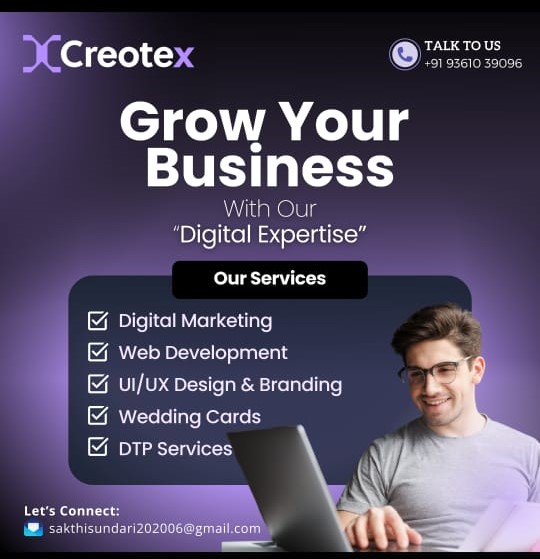 Creotex
TALK TO US
+91 93610 39096
Grow Your
Business
With Our
“Digital Expertise”
Our Services
Digital Marketing
Web Development
UI/UX Design & Branding
Wedding Cards
DTP Services
Let’s Connect:
sakthisundari202006@gmail.com